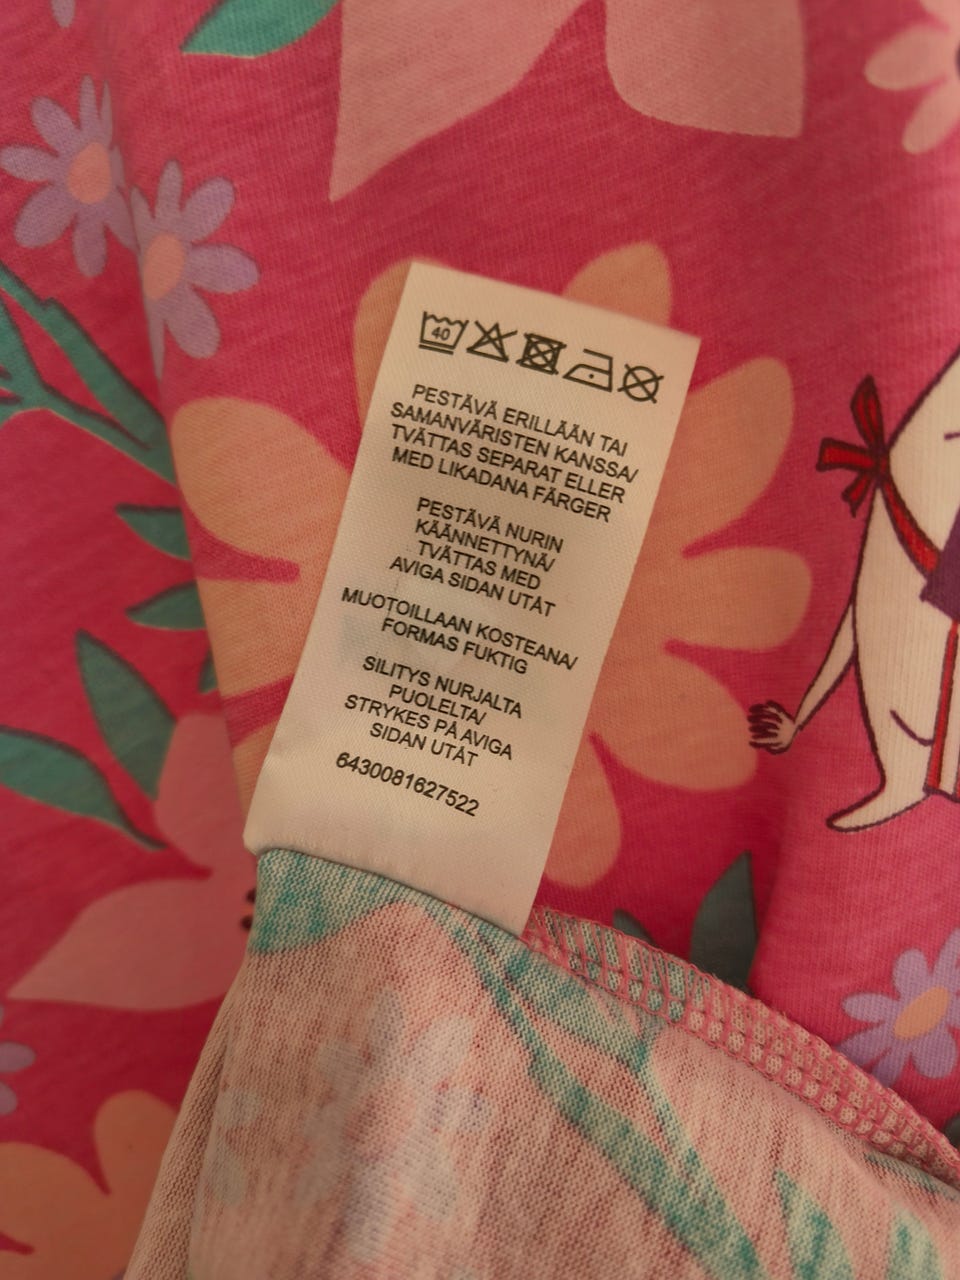 40
PESTÄVÄ ERILLÄÄN TAI
SAMANVÄRISTEN KANSSA/
TVÄTTAS SEPARAT ELLER
MED LIKADANA FÄRGER
PESTÄVÄ NURIN
KÄÄNNETTYNÄ/
TVÄTTAS MED
AVIGA SIDAN UTÅT
MUOTOILLAAN KOSTEANA/
FORMAS FUKTIG
SILITYS NURJALTA
PUOLELTA/
STRYKES PÅ AVIGA
SIDAN UTÅT
6430081627522